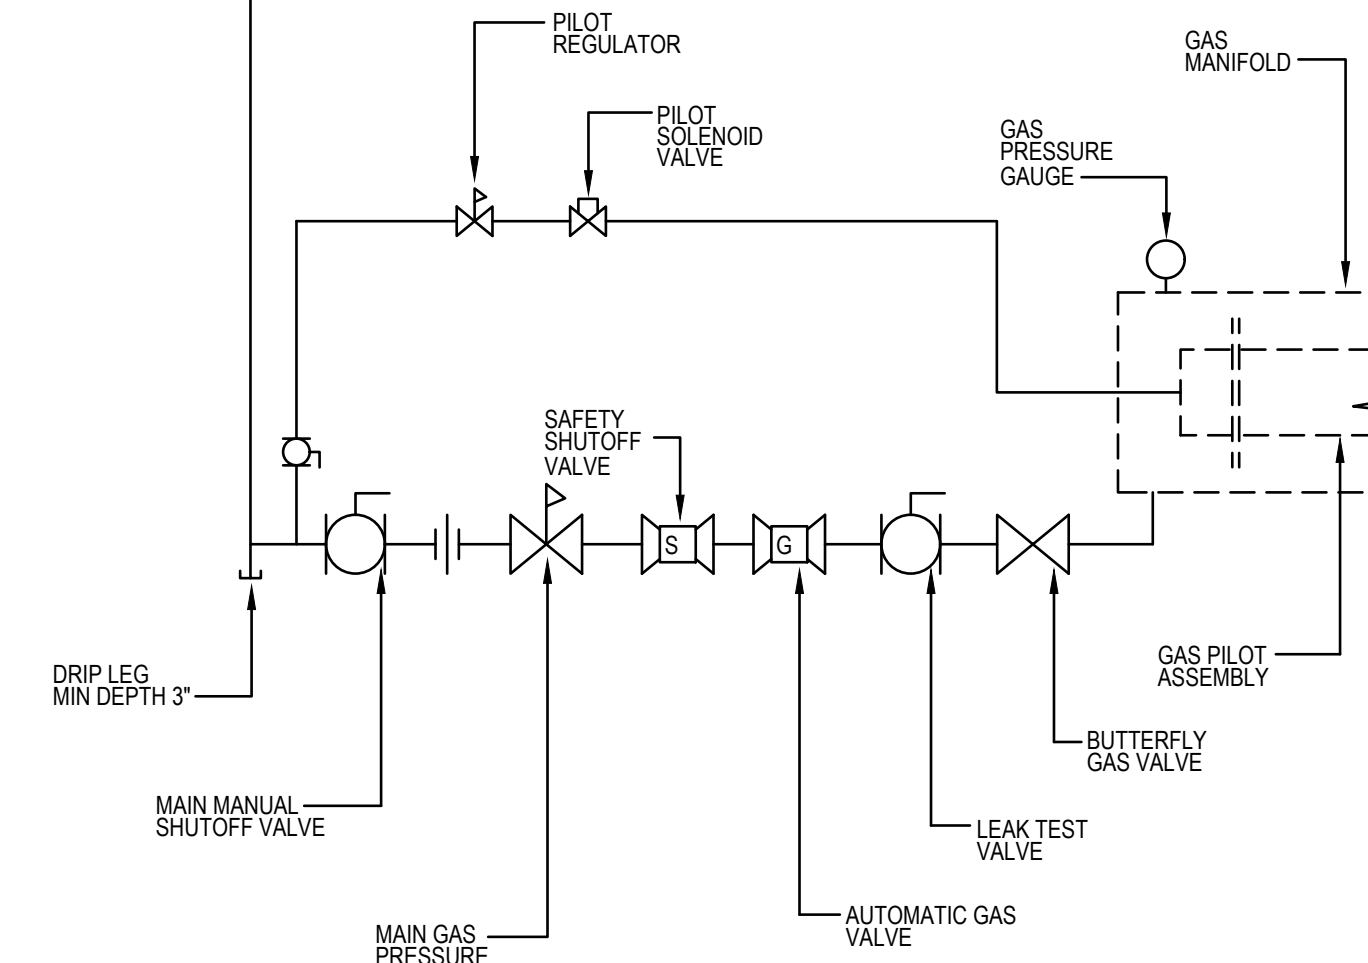 PILOT
REGULATOR
GAS
MANIFOLD
PILOT
SOLENOID
VALVE
GAS
PRESSURE
GAUGE
SAFETY
SHUTOFF
VALVE
S
G
DRIP LEG
MIN DEPTH 3"
GAS PILOT
ASSEMBLY
BUTTERFLY
GAS VALVE
MAIN MANUAL
SHUTOFF VALVE
LEAK TEST
VALVE
AUTOMATIC GAS
VALVE
MAIN GAS
PRESSURE